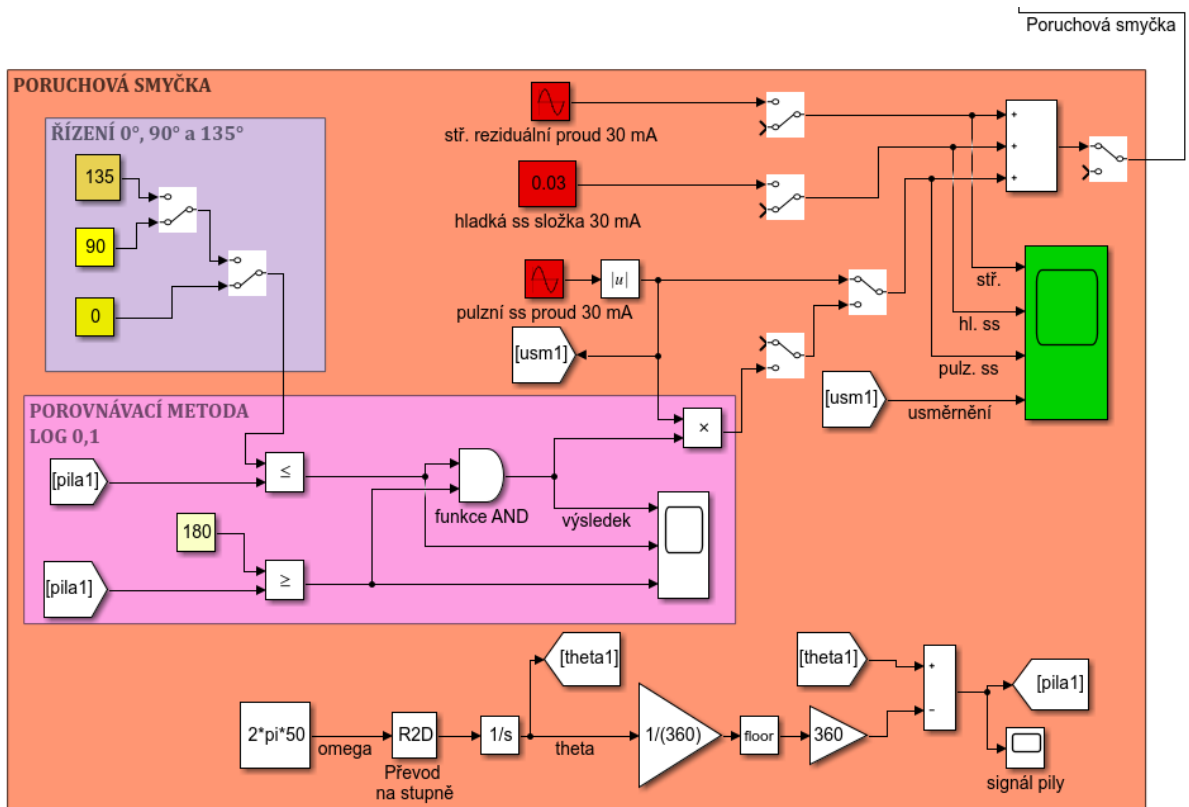 Poruchová smyčka
PORUCHOVÁ SMYČKA
ŘÍZENÍ 0°, 90° a 135°
135
90
0
stř. reziduální proud 30 mA
0.03
hladká ss složka 30 mA
|u|
pulzní ss proud 30 mA
[usm1]
+
+
+
stř.
hl. ss
pulz. ss
[usm1]
usměrnění
POROVNÁVACÍ METODA
LOG 0,1
[pila1]
≤
×
funkce AND
výsledek
180
[pila1]
≥
[theta1]
[theta1]
+
−
[pila1]
2*pi*50
omega
R2D
Převod
na stupně
1/s
theta
1/(360)
floor
360
signál pily